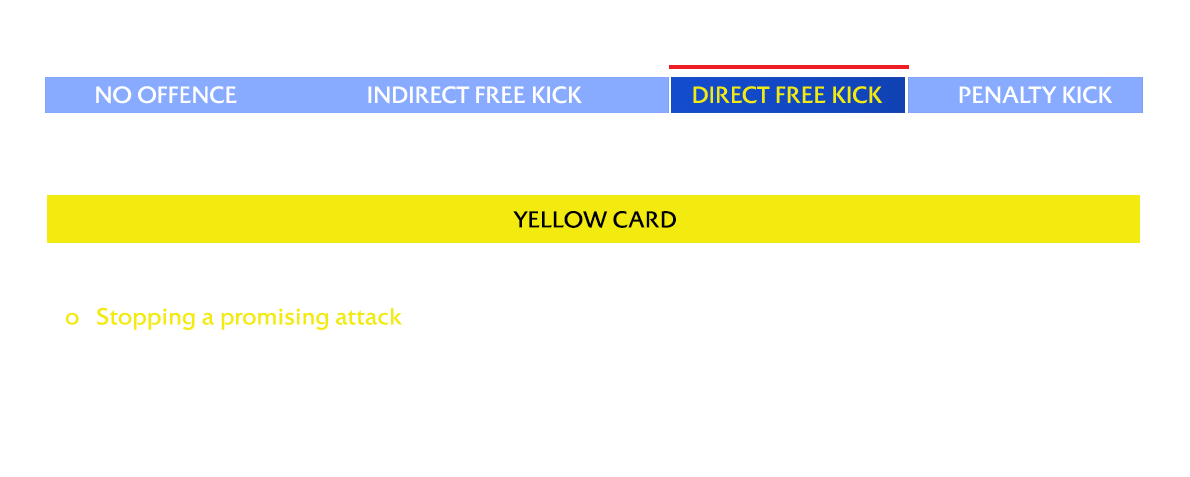 NO OFFENCE INDIRECT FREE KICK DIRECT FREE KICK PENALTY KICK
YELLOW CARD
o Stopping a promising attack